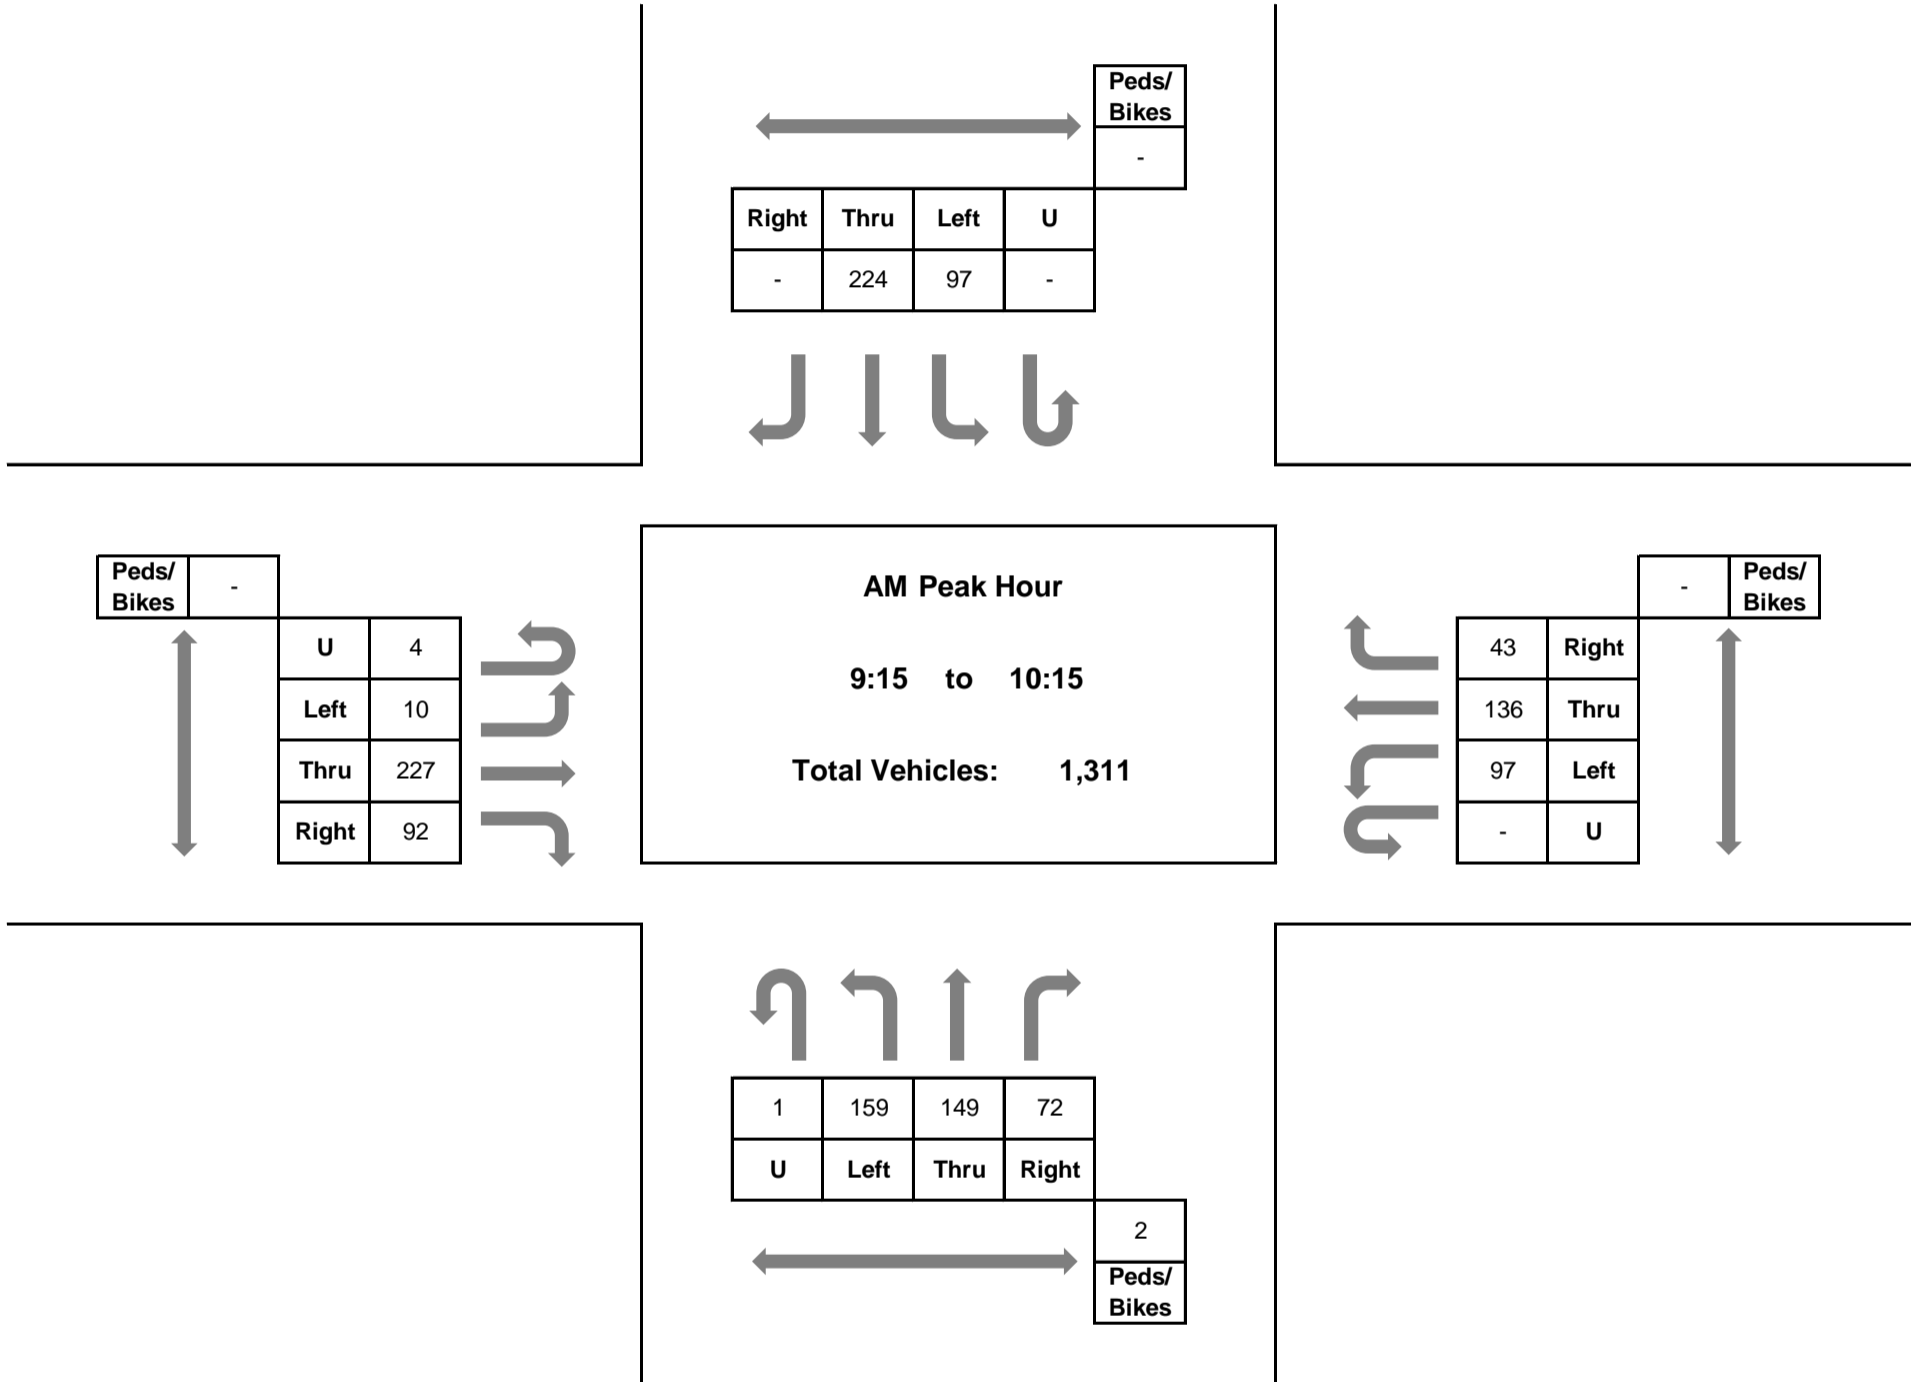 Peds/
Bikes
-
Right Thru Left U
- 224 97 -
Peds/
Bikes
-
U 4
Left 10
Thru 227
Right 92
AM Peak Hour
9:15 to 10:15
Total Vehicles: 1,311
- Peds/
Bikes
43 Right
136 Thru
97 Left
- U
1 159 149 72
U Left Thru Right
2
Peds/
Bikes